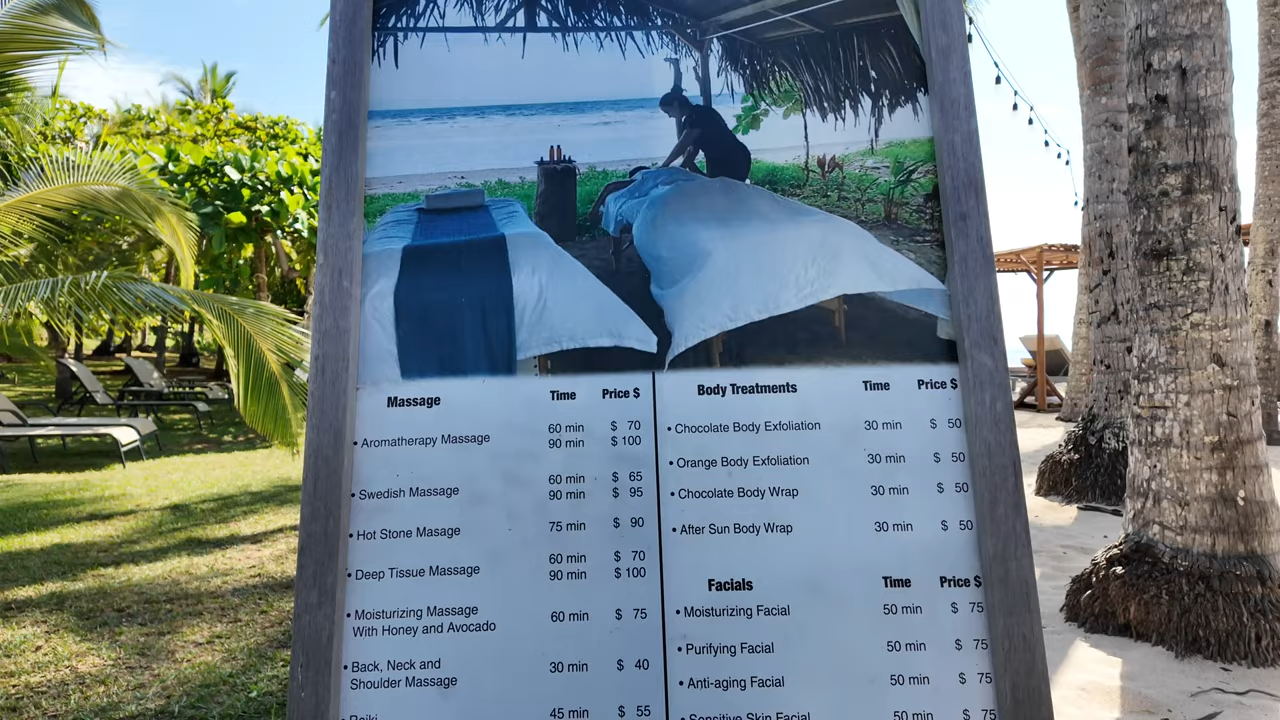 Massage Time Price $
• Aromatherapy Massage 60 min $ 70
90 min $ 100
• Swedish Massage 60 min $ 65
90 min $ 95
• Hot Stone Masage 75 min $ 90
• Deep Tissue Massage 60 min $ 70
90 min $ 100
• Moisturizing Massage 60 min $ 75
With Honey and Avocado
• Back, Neck and 30 min $ 40
Shoulder Massage
• Reiki 45 min $ 55
Body Treatments Time Price $
• Chocolate Body Exfoliation 30 min $ 50
• Orange Body Exfoliation 30 min $ 50
• Chocolate Body Wrap 30 min $ 50
• After Sun Body Wrap 30 min $ 50
Facials Time Price $
• Moisturizing Facial 50 min $ 75
• Purifying Facial 50 min $ 75
• Anti-aging Facial 50 min $ 75
• Sensitive Skin Facial 50 min $ 75